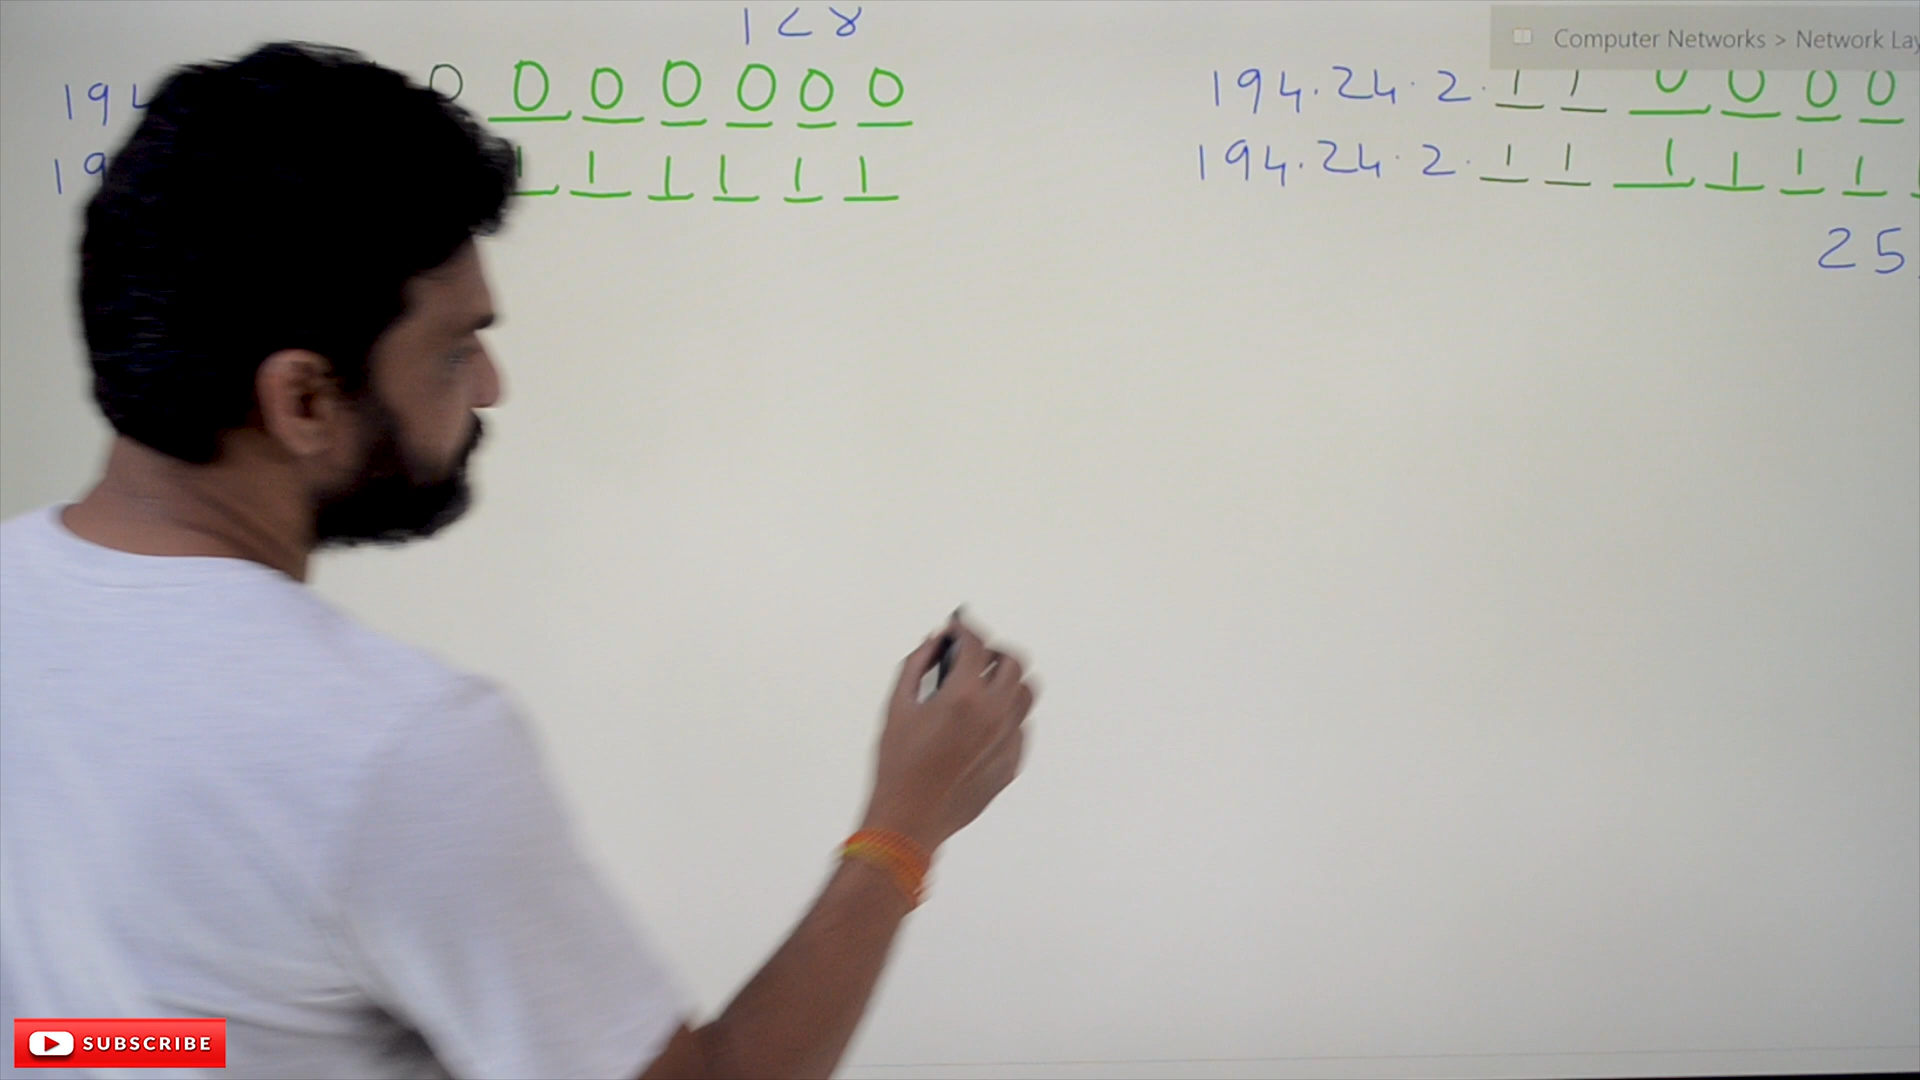 128
Computer Networks > Network Lay
194 0 0 0 0 0 0 0
194.24.2.1 1 0 0 0 0
19 1 1 1 1 1 1
194.24.2.1 1 1 1 1 1
25
SUBSCRIBE